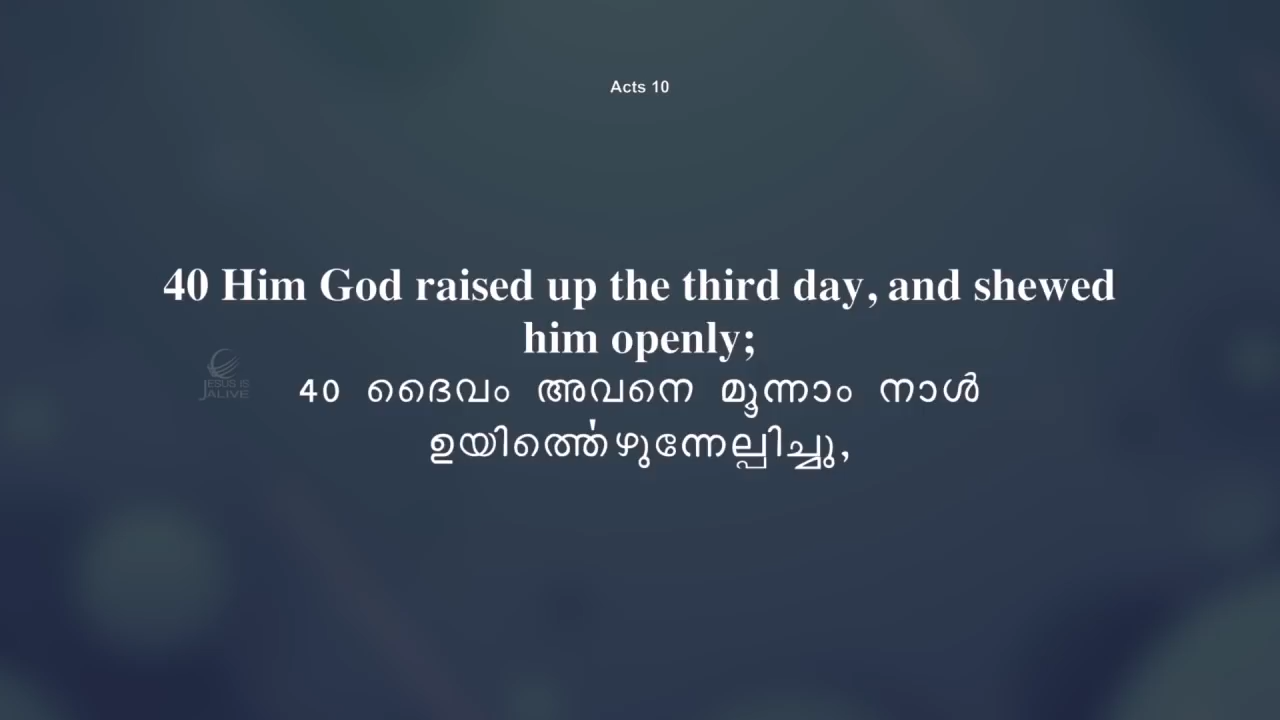 Acts 10
40 Him God raised up the third day, and shewed
him openly;
JESUS IS
ALIVE
40 ദൈവം അവനെ മൂന്നാം നാൾ
ഉയിർത്തെഴുന്നേല്പിച്ചു,